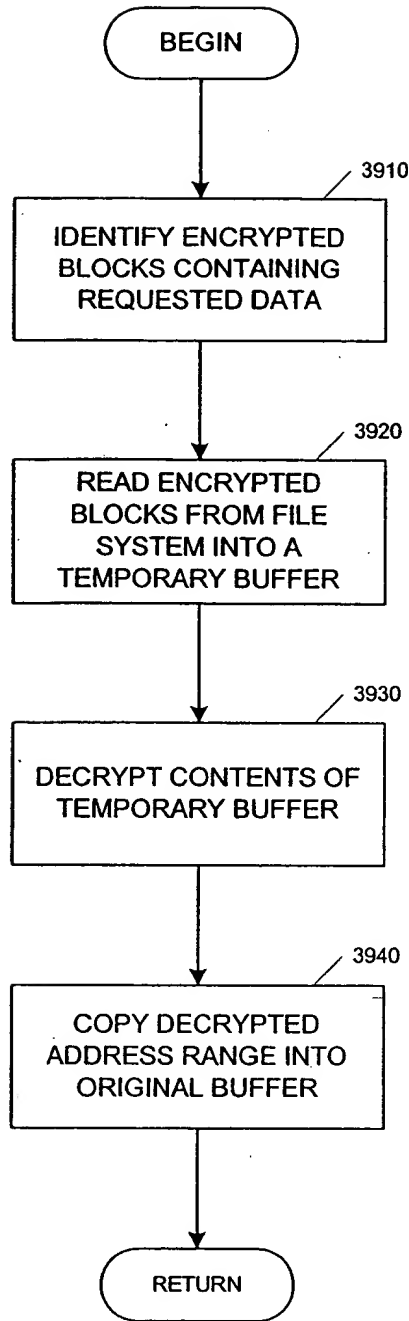 BEGIN
3910
IDENTIFY ENCRYPTED
BLOCKS CONTAINING
REQUESTED DATA
3920
READ ENCRYPTED
BLOCKS FROM FILE
SYSTEM INTO A
TEMPORARY BUFFER
3930
DECRYPT CONTENTS OF
TEMPORARY BUFFER
3940
COPY DECRYPTED
ADDRESS RANGE INTO
ORIGINAL BUFFER
RETURN